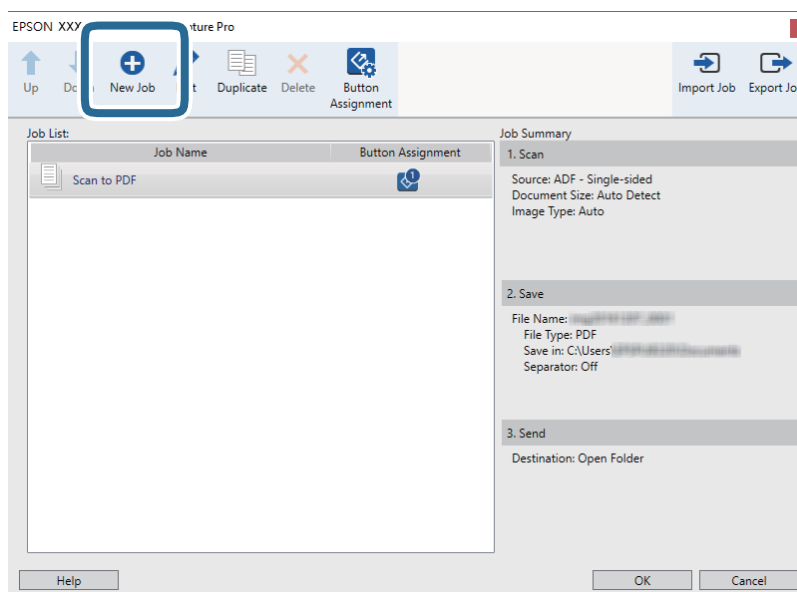 EPSON XXX ture Pro
Up
New Job
Duplicate
Delete
Button
Assignment
Import Job
Export Jo
Job List:
Job Name
Button Assignment
Scan to PDF
1
Job Summary
1. Scan
Source: ADF - Single-sided
Document Size: Auto Detect
Image Type: Auto
2. Save
File Name:
File Type: PDF
Save in: C:\Users\
Separator: Off
3. Send
Destination: Open Folder
Help
OK
Cancel